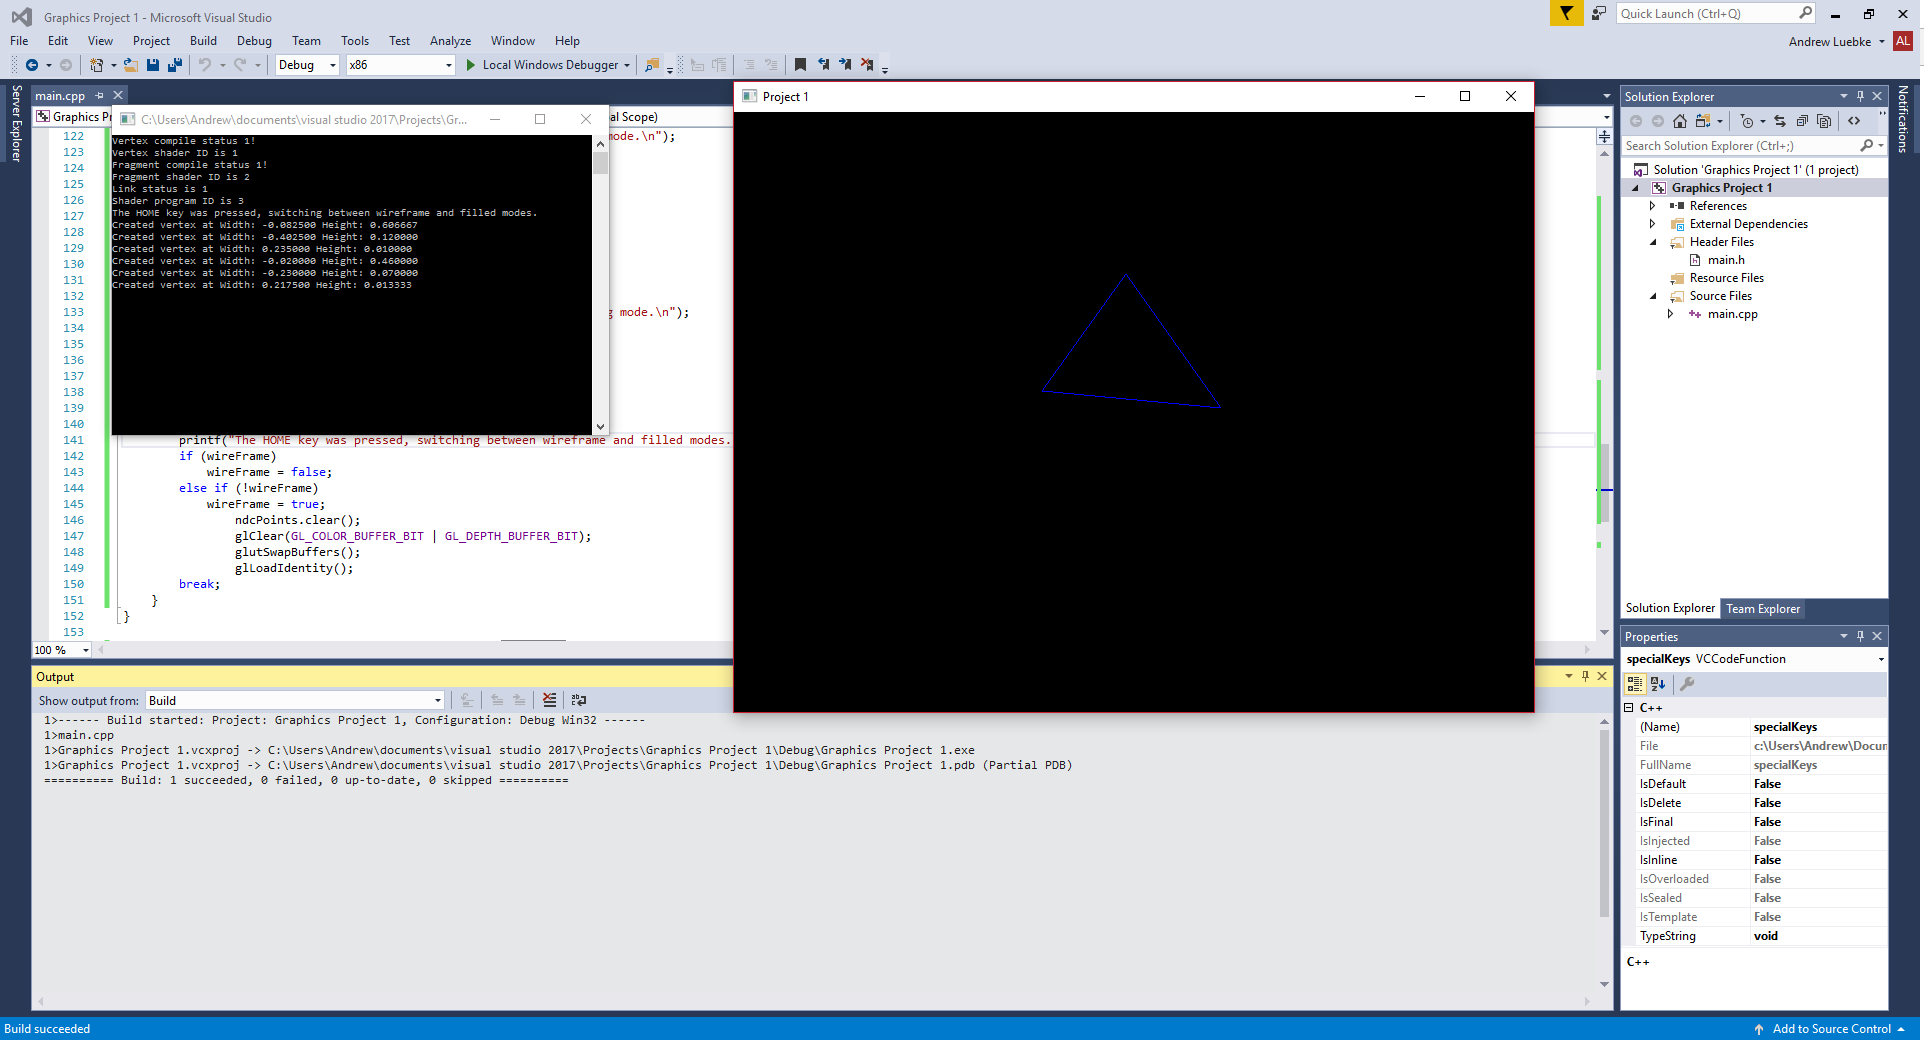 Graphics Project 1 - Microsoft Visual Studio
Quick Launch (Ctrl+Q)
File Edit View Project Build Debug Team Tools Test Analyze Window Help
Andrew Luebke AL
Debug x86 Local Windows Debugger
Server Explorer
main.cpp
Graphics Pr
al Scope)
C:\Users\Andrew\documents\visual studio 2017\Projects\Gr...
Vertex compile status 1!
Vertex shader ID is 1
Fragment compile status 1!
Fragment shader ID is 2
Link status is 1
Shader program ID is 3
The HOME key was pressed, switching between wireframe and filled modes.
Created vertex at Width: -0.082500 Height: 0.606667
Created vertex at Width: -0.402500 Height: 0.120000
Created vertex at Width: 0.235000 Height: 0.010000
Created vertex at Width: -0.020000 Height: 0.460000
Created vertex at Width: -0.230000 Height: 0.070000
Created vertex at Width: 0.217500 Height: 0.013333
122 mode.\n");
123
124
125
126
127
128
129
130
131
132
133 g mode.\n");
134
135
136
137
138
139
140
141 printf("The HOME key was pressed, switching between wireframe and filled modes.
142 if (wireFrame)
143 wireFrame = false;
144 else if (!wireFrame)
145 wireFrame = true;
146 ndcPoints.clear();
147 glClear(GL_COLOR_BUFFER_BIT | GL_DEPTH_BUFFER_BIT);
148 glutSwapBuffers();
149 glLoadIdentity();
150 break;
151 }
152 }
153
100 %
Project 1
Output
Show output from: Build
1>------ Build started: Project: Graphics Project 1, Configuration: Debug Win32 ------
1>main.cpp
1>Graphics Project 1.vcxproj -> C:\Users\Andrew\documents\visual studio 2017\Projects\Graphics Project 1\Debug\Graphics Project 1.exe
1>Graphics Project 1.vcxproj -> C:\Users\Andrew\documents\visual studio 2017\Projects\Graphics Project 1\Debug\Graphics Project 1.pdb (Partial PDB)
========== Build: 1 succeeded, 0 failed, 0 up-to-date, 0 skipped ==========
Solution Explorer
Search Solution Explorer (Ctrl+;)
Solution 'Graphics Project 1' (1 project)
Graphics Project 1
References
External Dependencies
Header Files
main.h
Resource Files
Source Files
main.cpp
Solution Explorer Team Explorer
Notifications
Properties
specialKeys VCCodeFunction
C++
(Name) specialKeys
File c:\Users\Andrew\Docun
FullName specialKeys
IsDefault False
IsDelete False
IsFinal False
IsInjected False
IsInline False
IsOverloaded False
IsSealed False
IsTemplate False
TypeString void
C++
Build succeeded
Add to Source Control